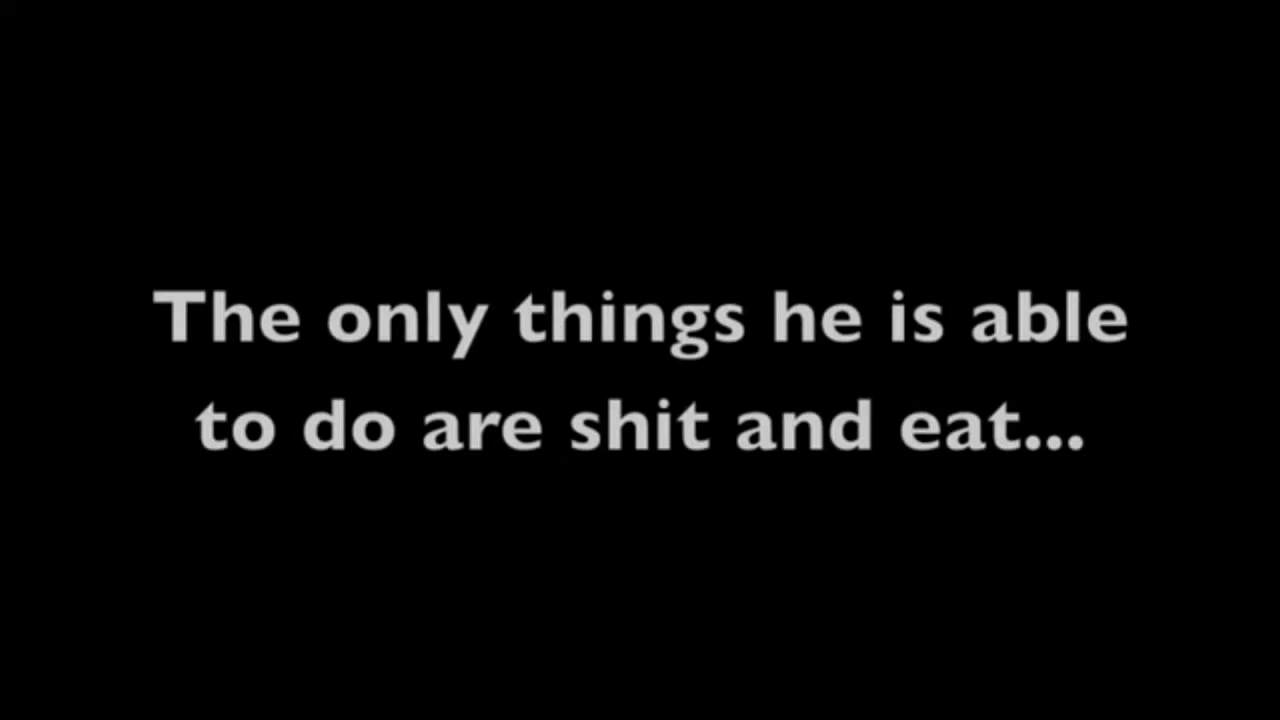 The only things he is able
to do are shit and eat...